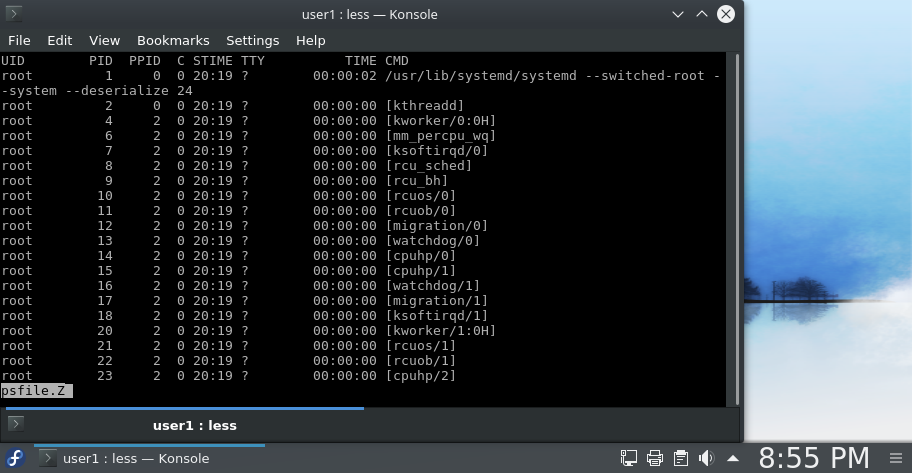 user1 : less — Konsole
File Edit View Bookmarks Settings Help
UID        PID  PPID  C STIME TTY          TIME CMD
root         1     0  0 20:19 ?        00:00:02 /usr/lib/systemd/systemd --switched-root -
-system --deserialize 24
root         2     0  0 20:19 ?        00:00:00 [kthreadd]
root         4     2  0 20:19 ?        00:00:00 [kworker/0:0H]
root         6     2  0 20:19 ?        00:00:00 [mm_percpu_wq]
root         7     2  0 20:19 ?        00:00:00 [ksoftirqd/0]
root         8     2  0 20:19 ?        00:00:00 [rcu_sched]
root         9     2  0 20:19 ?        00:00:00 [rcu_bh]
root        10     2  0 20:19 ?        00:00:00 [rcuos/0]
root        11     2  0 20:19 ?        00:00:00 [rcuob/0]
root        12     2  0 20:19 ?        00:00:00 [migration/0]
root        13     2  0 20:19 ?        00:00:00 [watchdog/0]
root        14     2  0 20:19 ?        00:00:00 [cpuhp/0]
root        15     2  0 20:19 ?        00:00:00 [cpuhp/1]
root        16     2  0 20:19 ?        00:00:00 [watchdog/1]
root        17     2  0 20:19 ?        00:00:00 [migration/1]
root        18     2  0 20:19 ?        00:00:00 [ksoftirqd/1]
root        20     2  0 20:19 ?        00:00:00 [kworker/1:0H]
root        21     2  0 20:19 ?        00:00:00 [rcuos/1]
root        22     2  0 20:19 ?        00:00:00 [rcuob/1]
root        23     2  0 20:19 ?        00:00:00 [cpuhp/2]
psfile.Z
user1 : less
user1 : less — Konsole
8:55 PM